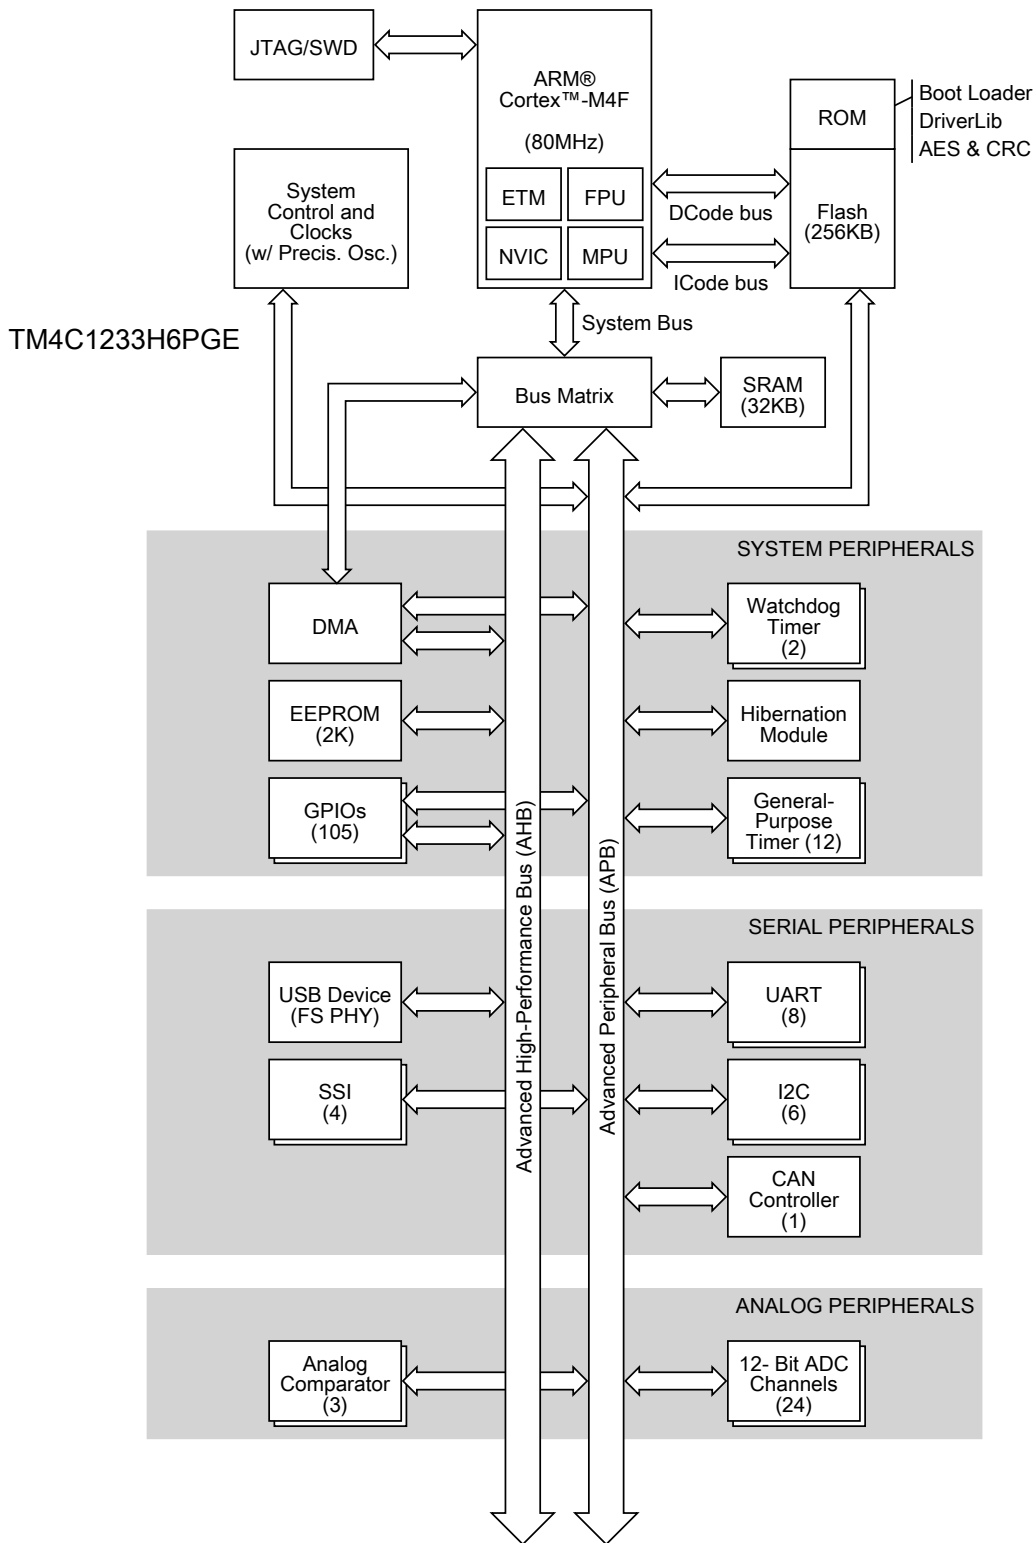 JTAG/SWD
ARM®
Cortex™-M4F
(80MHz)
ETM
FPU
NVIC
MPU
ROM
Boot Loader
DriverLib
AES & CRC
Flash
(256KB)
DCode bus
ICode bus
System
Control and
Clocks
(w/ Precis. Osc.)
TM4C1233H6PGE
System Bus
Bus Matrix
SRAM
(32KB)
SYSTEM PERIPHERALS
DMA
Watchdog
Timer
(2)
EEPROM
(2K)
Hibernation
Module
GPIOs
(105)
General-
Purpose
Timer (12)
Advanced High-Performance Bus (AHB)
Advanced Peripheral Bus (APB)
SERIAL PERIPHERALS
USB Device
(FS PHY)
UART
(8)
SSI
(4)
I2C
(6)
CAN
Controller
(1)
ANALOG PERIPHERALS
Analog
Comparator
(3)
12- Bit ADC
Channels
(24)